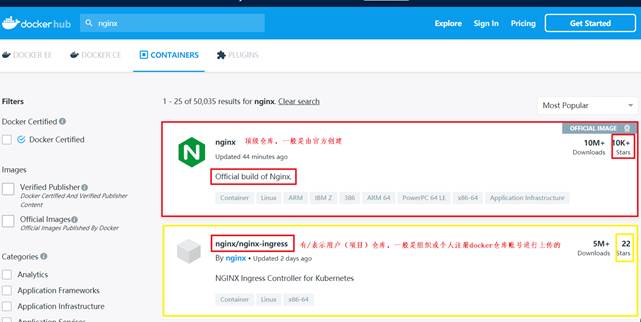 docker hub
nginx
Explore
Sign In
Pricing
Get Started
DOCKER EE
DOCKER CE
CONTAINERS
PLUGINS
Filters
1 - 25 of 50,035 results for nginx. Clear search
Most Popular
Docker Certified
Docker Certified
OFFICIAL IMAGE
nginx 顶级仓库,一般是由官方创建
Updated 44 minutes ago
10M+
Downloads
10K+
Stars
Official build of Nginx.
Container
Linux
ARM
IBM Z
386
ARM 64
PowerPC 64 LE
x86-64
Application Infrastructure
Images
Verified Publisher
Docker Certified And Verified Publisher
Content
Official Images
Official Images Published By Docker
nginx/nginx-ingress 有/表示用户(项目)仓库,一般是组织或个人注册docker仓库账号进行上传的
By nginx • Updated 2 days ago
5M+
Downloads
22
Stars
NGINX Ingress Controller for Kubernetes
Container
Linux
x86-64
Categories
Analytics
Application Frameworks
Application Infrastructure